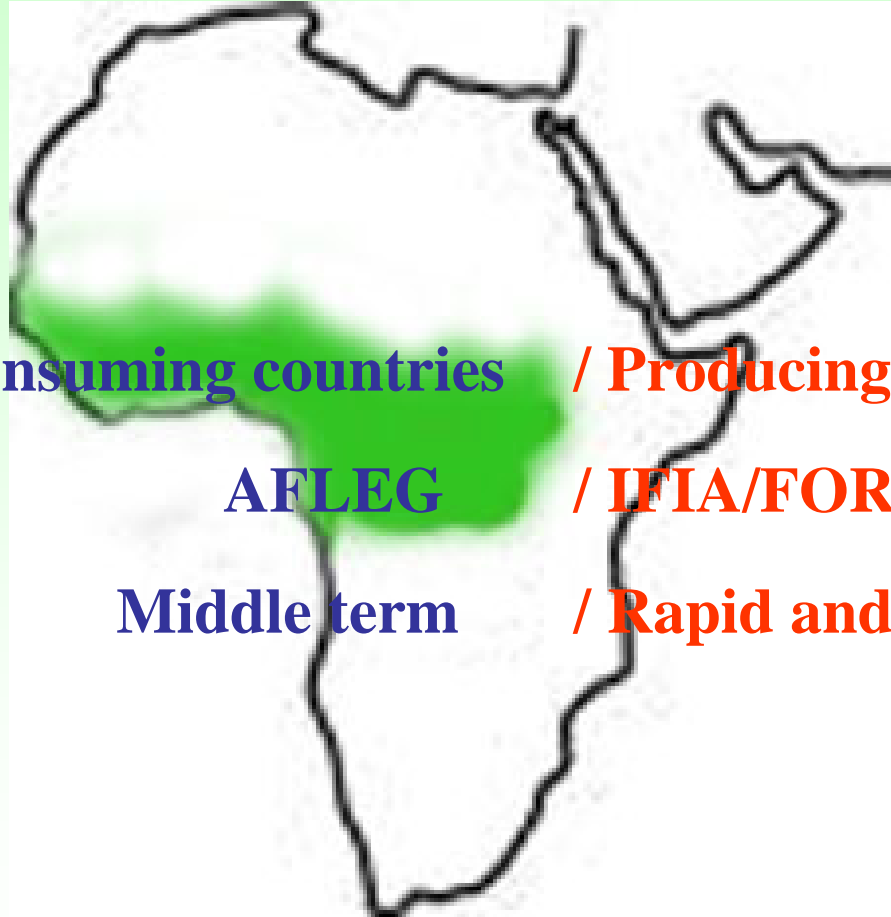 nsuming countries / Producing
AFLEG / IFIA/FOR
Middle term / Rapid and